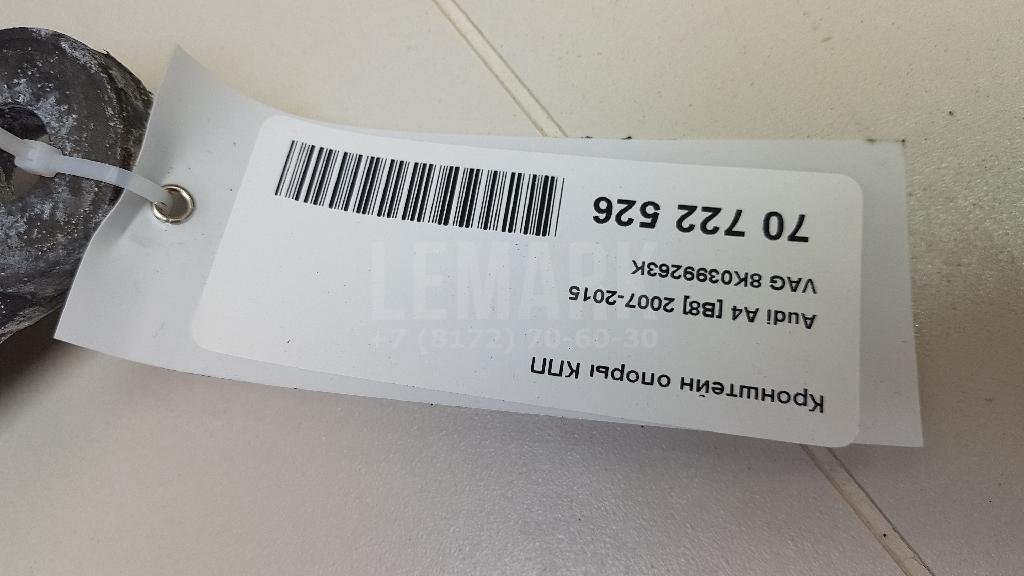 Кронштейн опоры КПП
Audi A4 [B8] 2007-2015
VAG 8K0399263K
70 722 526
LEMARK
+7 (8172) 70-60-30